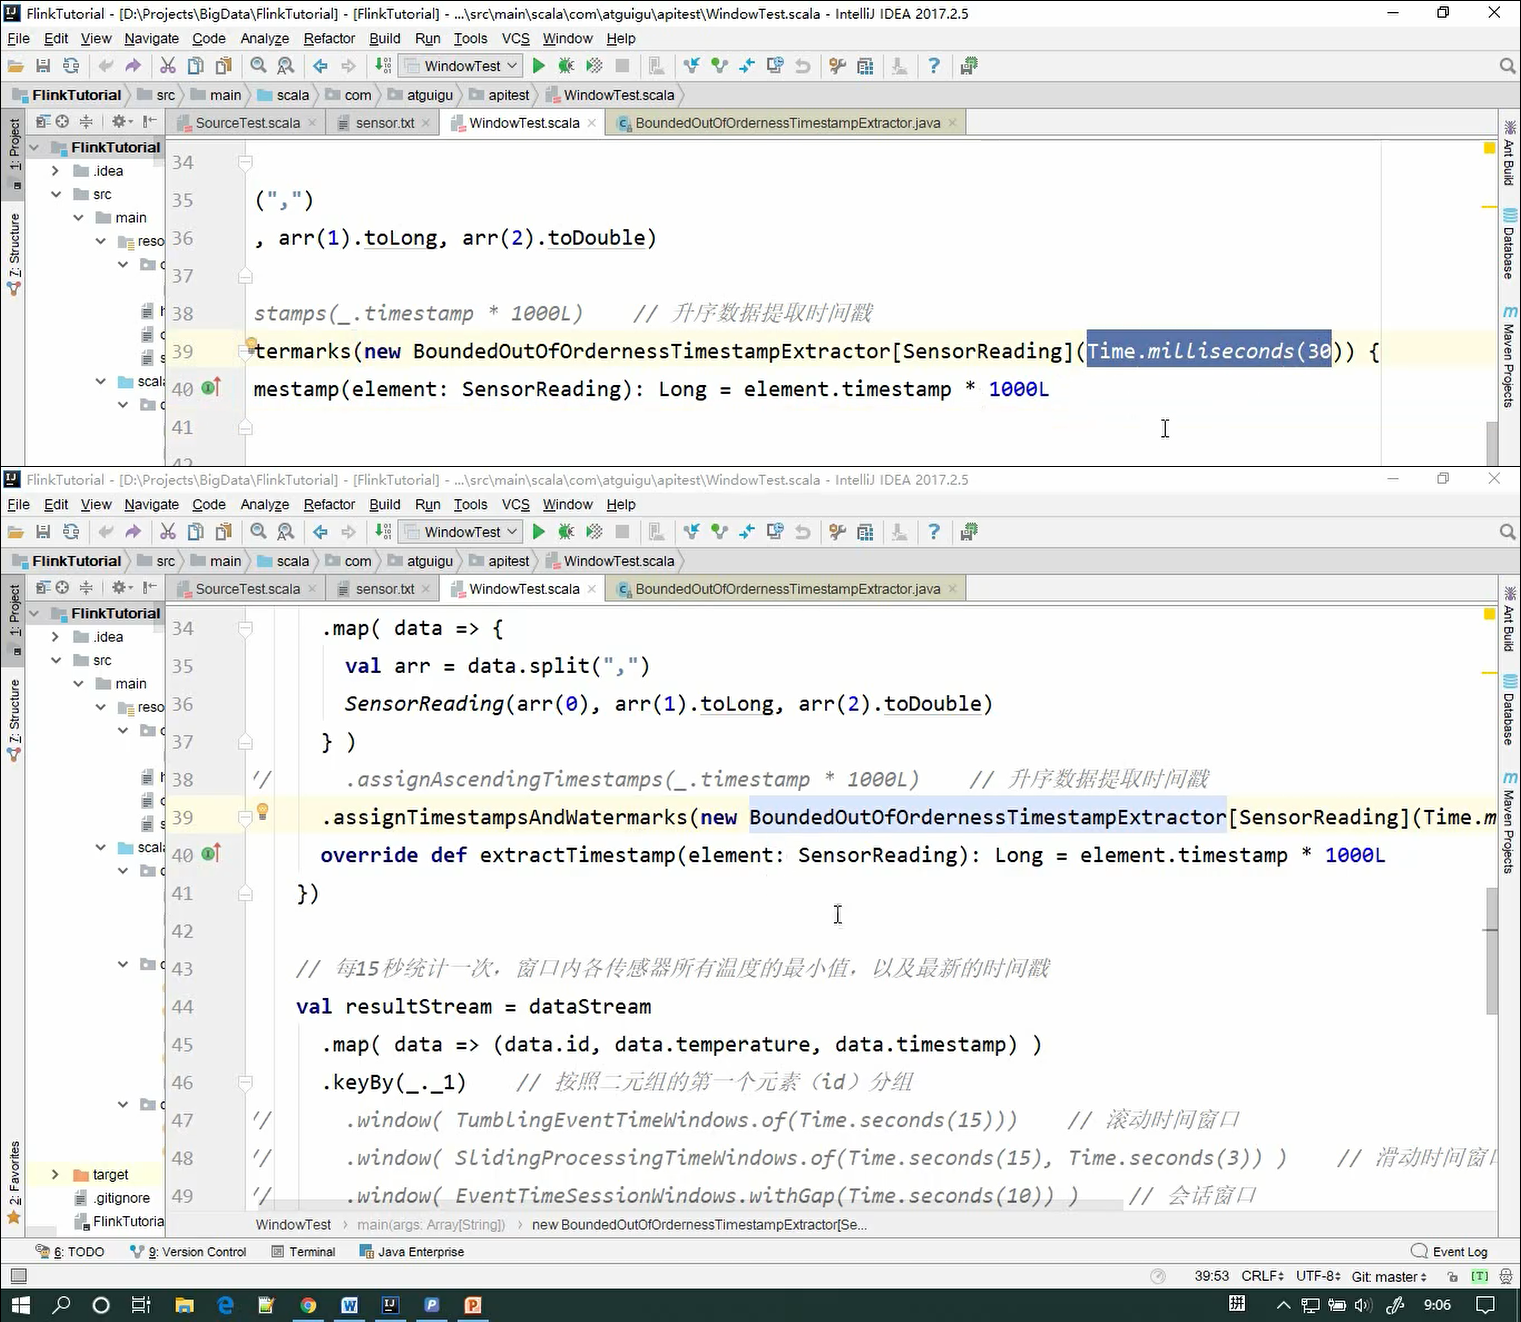 FlinkTutorial - [D:\Projects\BigData\FlinkTutorial] - [FlinkTutorial] - ...\src\main\scala\com\atguigu\apitest\WindowTest.scala - IntelliJ IDEA 2017.2.5
File Edit View Navigate Code Analyze Refactor Build Run Tools VCS Window Help
WindowTest
FlinkTutorial src main scala com atguigu apitest WindowTest.scala
SourceTest.scala sensor.txt WindowTest.scala BoundedOutOfOrdernessTimestampExtractor.java
1: Project
7: Structure
FlinkTutorial
.idea
src
main
reso
scala
34
35 (",")
36 , arr(1).toLong, arr(2).toDouble)
37
38 stamps(_.timestamp * 1000L) // 升序数据提取时间戳
39 termarks(new BoundedOutOfOrdernessTimestampExtractor[SensorReading](Time.milliseconds(30)) {
40 mestamp(element: SensorReading): Long = element.timestamp * 1000L
41
42
Ant Build
Database
Maven Projects
FlinkTutorial - [D:\Projects\BigData\FlinkTutorial] - [FlinkTutorial] - ...\src\main\scala\com\atguigu\apitest\WindowTest.scala - IntelliJ IDEA 2017.2.5
File Edit View Navigate Code Analyze Refactor Build Run Tools VCS Window Help
WindowTest
FlinkTutorial src main scala com atguigu apitest WindowTest.scala
SourceTest.scala sensor.txt WindowTest.scala BoundedOutOfOrdernessTimestampExtractor.java
1: Project
7: Structure
2: Favorites
FlinkTutorial
.idea
src
main
reso
scala
target
.gitignore
FlinkTutoria
34 .map( data => {
35 val arr = data.split(",")
36 SensorReading(arr(0), arr(1).toLong, arr(2).toDouble)
37 } )
38 // .assignAscendingTimestamps(_.timestamp * 1000L) // 升序数据提取时间戳
39 .assignTimestampsAndWatermarks(new BoundedOutOfOrdernessTimestampExtractor[SensorReading](Time.m
40 override def extractTimestamp(element: SensorReading): Long = element.timestamp * 1000L
41 })
42
43 // 每15秒统计一次，窗口内各传感器所有温度的最小值，以及最新的时间戳
44 val resultStream = dataStream
45 .map( data => (data.id, data.temperature, data.timestamp) )
46 .keyBy(_._1) // 按照二元组的第一个元素（id）分组
47 // .window( TumblingEventTimeWindows.of(Time.seconds(15))) // 滚动时间窗口
48 // .window( SlidingProcessingTimeWindows.of(Time.seconds(15), Time.seconds(3)) ) // 滑动时间窗口
49 // .window( EventTimeSessionWindows.withGap(Time.seconds(10)) ) // 会话窗口
Ant Build
Database
Maven Projects
WindowTest main(args: Array[String]) new BoundedOutOfOrdernessTimestampExtractor[Se...
6: TODO 9: Version Control Terminal Java Enterprise Event Log
39:53 CRLF UTF-8 Git: master [T]
拼 9:06